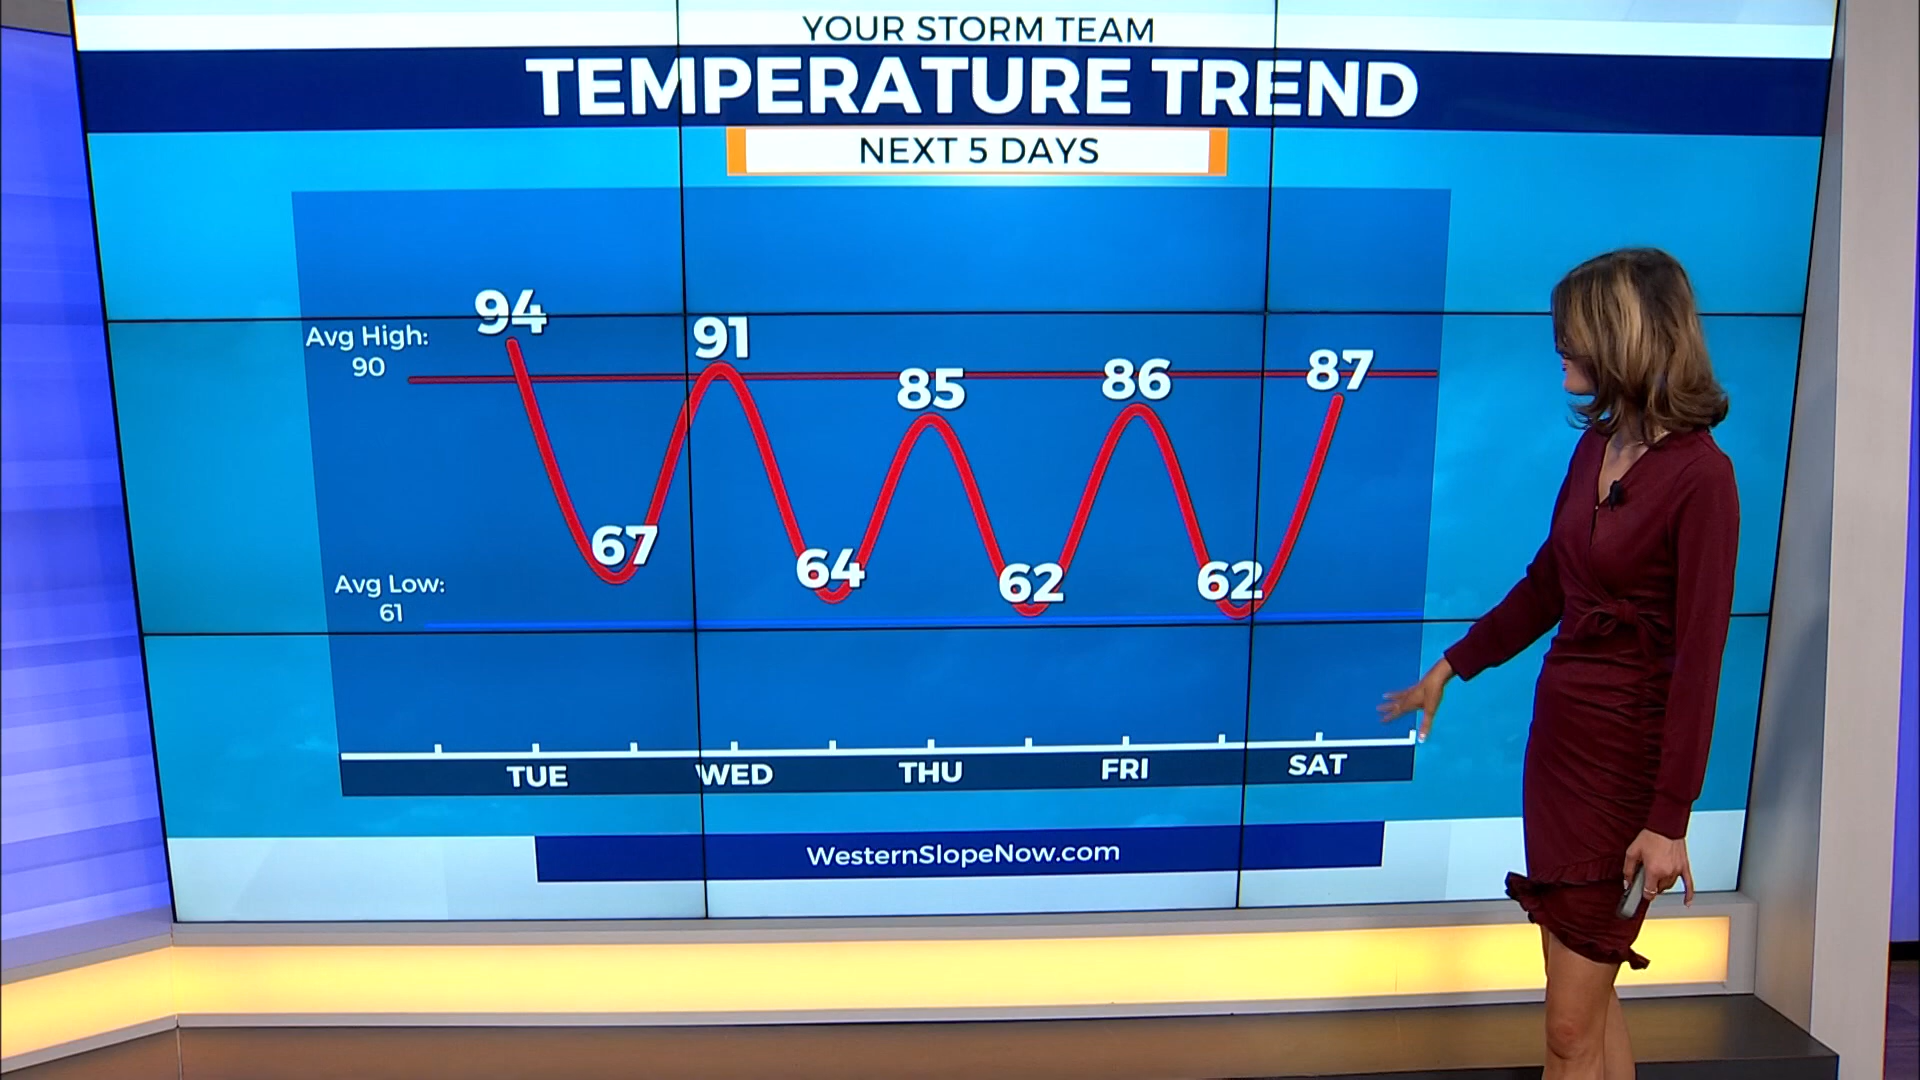 YOUR STORM TEAM
TEMPERATURE TREND
NEXT 5 DAYS
94
91
Avg High:
90
85
86
87
67
64
62
62
Avg Low:
61
TUE
WED
THU
FRI
SAT
WesternSlopeNow.com